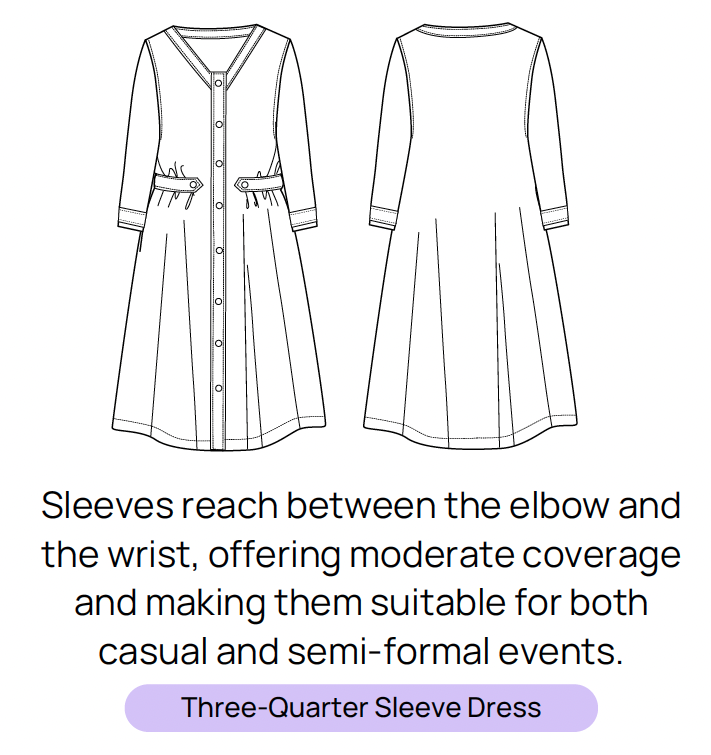 Sleeves reach between the elbow and
the wrist, offering moderate coverage
and making them suitable for both
casual and semi-formal events.
Three-Quarter Sleeve Dress